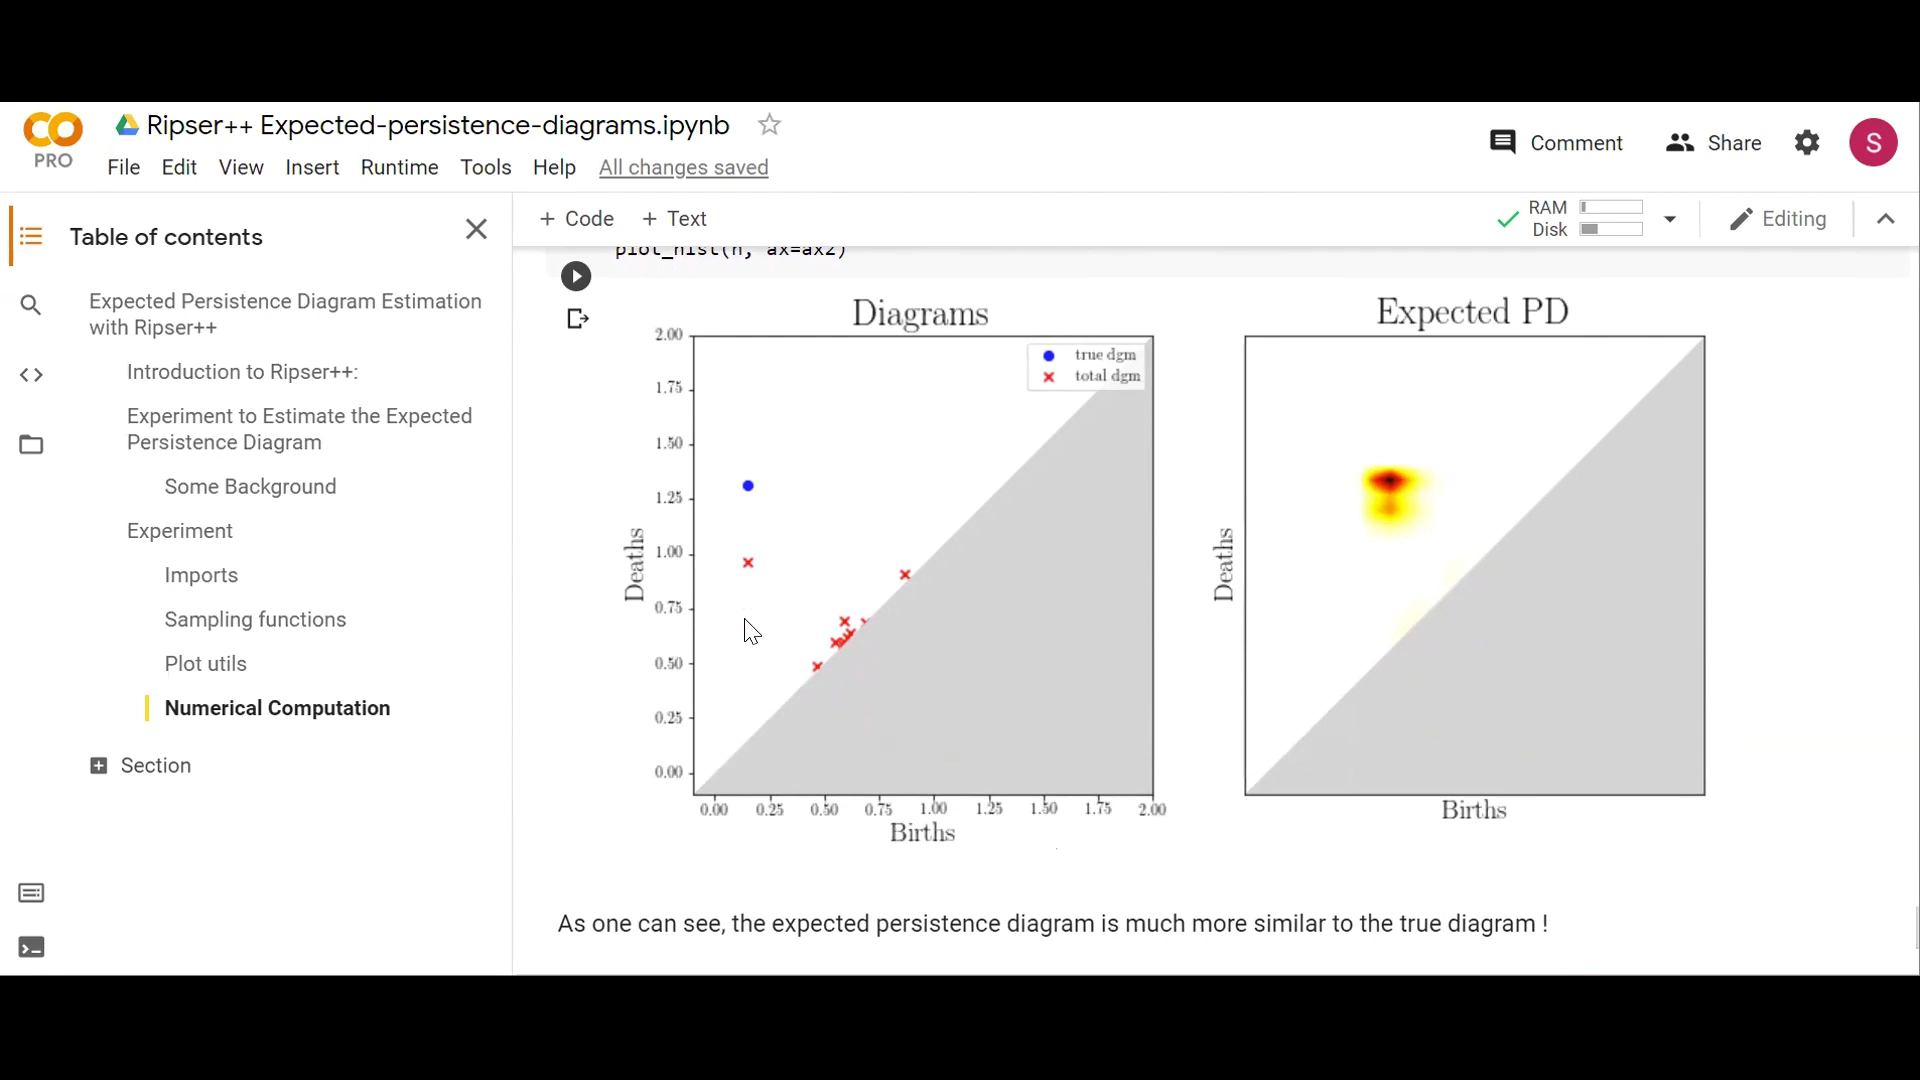 PRO
Ripser++ Expected-persistence-diagrams.ipynb
File Edit View Insert Runtime Tools Help All changes saved
Comment Share S
Table of contents
+ Code + Text
RAM
Disk
Editing
Expected Persistence Diagram Estimation
with Ripser++
Introduction to Ripser++:
Experiment to Estimate the Expected
Persistence Diagram
Some Background
Experiment
Imports
Sampling functions
Plot utils
Numerical Computation
Section
plot_hist(h, ax=ax2)
Diagrams
true dgm
total dgm
Deaths
2.00
1.75
1.50
1.25
1.00
0.75
0.50
0.25
0.00
0.00 0.25 0.50 0.75 1.00 1.25 1.50 1.75 2.00
Births
Expected PD
Deaths
Births
As one can see, the expected persistence diagram is much more similar to the true diagram !